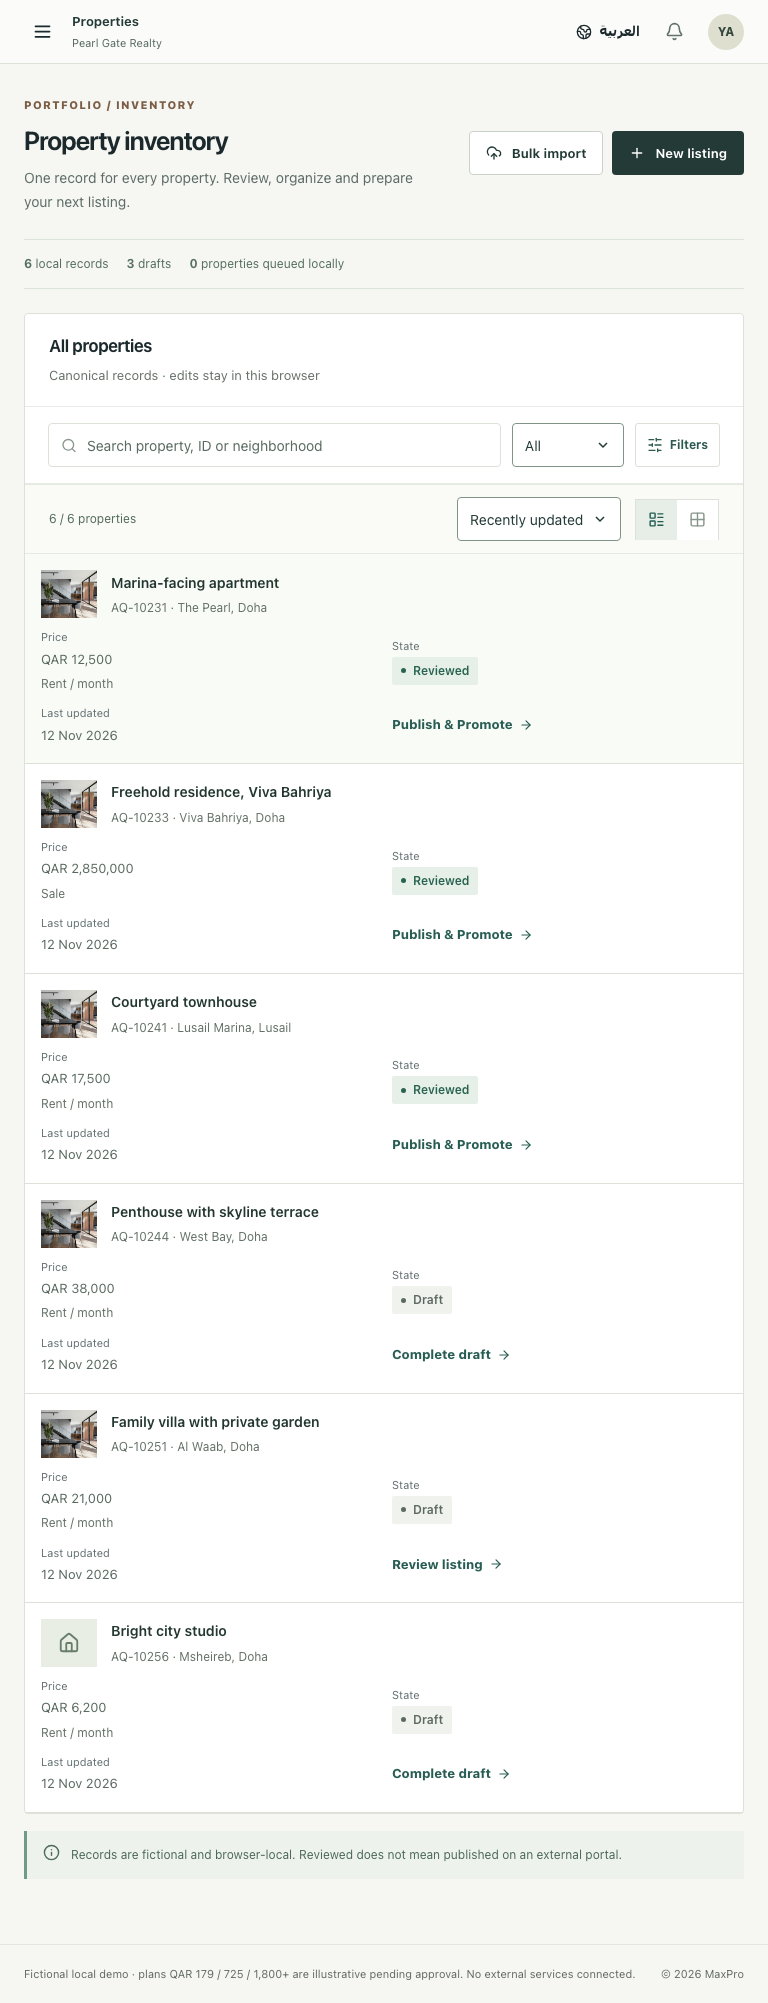 Properties
Pearl Gate Realty
العربية
YA
PORTFOLIO / INVENTORY
Property inventory
One record for every property. Review, organize and prepare
your next listing.
Bulk import
New listing
6 local records 3 drafts 0 properties queued locally
All properties
Canonical records · edits stay in this browser
Search property, ID or neighborhood
All
Filters
6 / 6 properties
Recently updated
Marina-facing apartment
AQ-10231 · The Pearl, Doha
Price
QAR 12,500
Rent / month
State
Reviewed
Last updated
12 Nov 2026
Publish & Promote
Freehold residence, Viva Bahriya
AQ-10233 · Viva Bahriya, Doha
Price
QAR 2,850,000
Sale
State
Reviewed
Last updated
12 Nov 2026
Publish & Promote
Courtyard townhouse
AQ-10241 · Lusail Marina, Lusail
Price
QAR 17,500
Rent / month
State
Reviewed
Last updated
12 Nov 2026
Publish & Promote
Penthouse with skyline terrace
AQ-10244 · West Bay, Doha
Price
QAR 38,000
Rent / month
State
Draft
Last updated
12 Nov 2026
Complete draft
Family villa with private garden
AQ-10251 · Al Waab, Doha
Price
QAR 21,000
Rent / month
State
Draft
Last updated
12 Nov 2026
Review listing
Bright city studio
AQ-10256 · Msheireb, Doha
Price
QAR 6,200
Rent / month
State
Draft
Last updated
12 Nov 2026
Complete draft
Records are fictional and browser-local. Reviewed does not mean published on an external portal.
Fictional local demo · plans QAR 179 / 725 / 1,800+ are illustrative pending approval. No external services connected.
© 2026 MaxPro